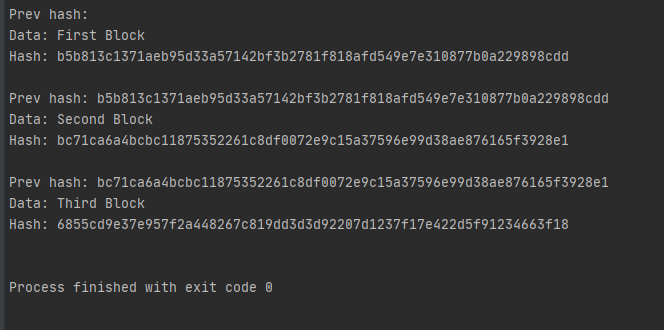 Prev hash:
Data: First Block
Hash: b5b813c1371aeb95d33a57142bf3b2781f818afd549e7e310877b0a229898cdd
Prev hash: b5b813c1371aeb95d33a57142bf3b2781f818afd549e7e310877b0a229898cdd
Data: Second Block
Hash: bc71ca6a4bcbc11875352261c8df0072e9c15a37596e99d38ae876165f3928e1
Prev hash: bc71ca6a4bcbc11875352261c8df0072e9c15a37596e99d38ae876165f3928e1
Data: Third Block
Hash: 6855cd9e37e957f2a448267c819dd3d3d92207d1237f17e422d5f91234663f18
Process finished with exit code 0